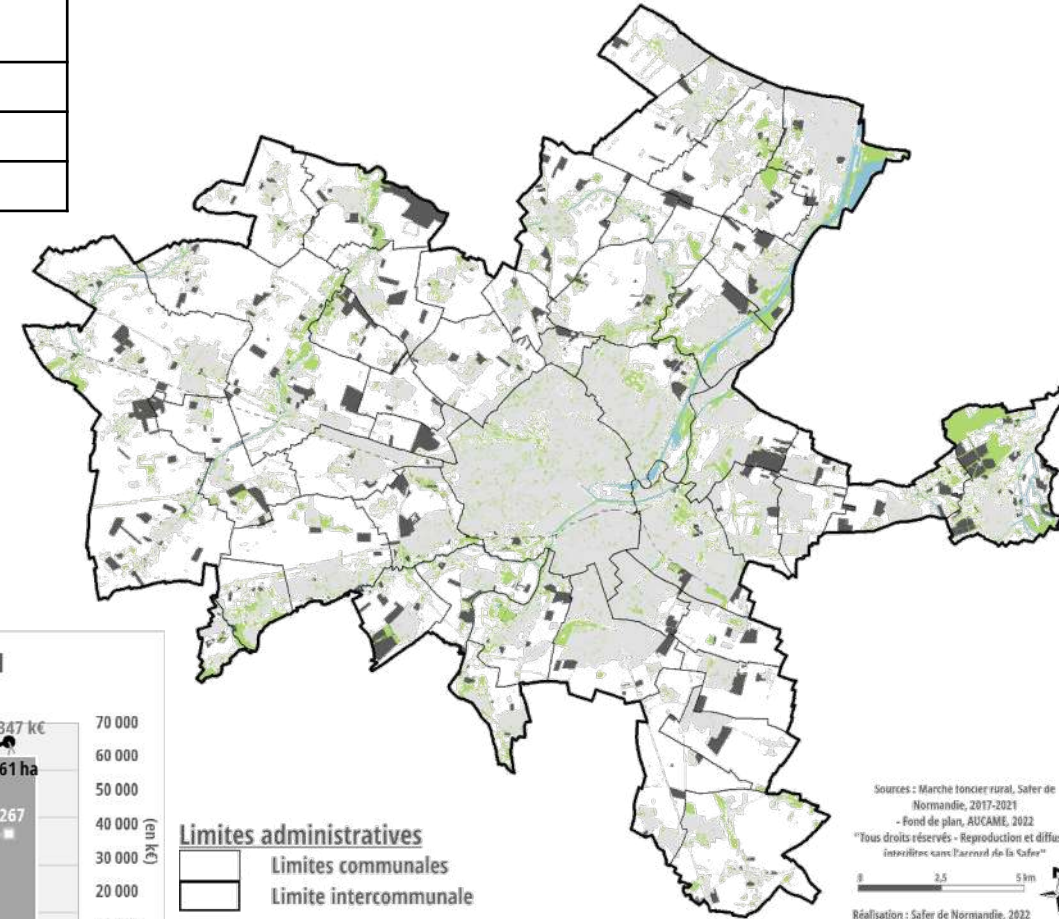 347 k€
61 ha
267
70 000
60 000
50 000
40 000
30 000
20 000
(en k€)
Limites administratives
Limites communales
Limite intercommunale
Sources : Marché foncier rural, Safer de
Normandie, 2017-2021
- Fond de plan, AUCAME, 2022
"Tous droits réservés - Reproduction et diffus
interdites sans l'accord de la Safer"
0 2,5 5 km
Réalisation : Safer de Normandie, 2022